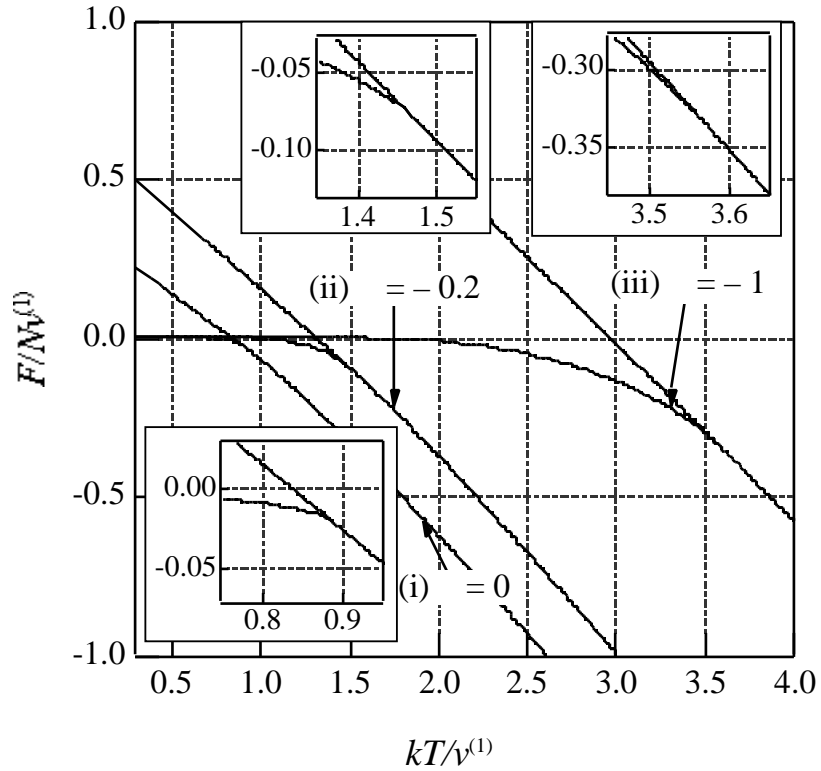 1.0
0.5
0.0
-0.5
-1.0
F/Nv(1)
-0.05
-0.10
1.4 1.5
-0.30
-0.35
3.5 3.6
(ii) = – 0.2
(iii) = – 1
0.00
-0.05
0.8 0.9
(i) = 0
0.5 1.0 1.5 2.0 2.5 3.0 3.5 4.0
kT/v(1)